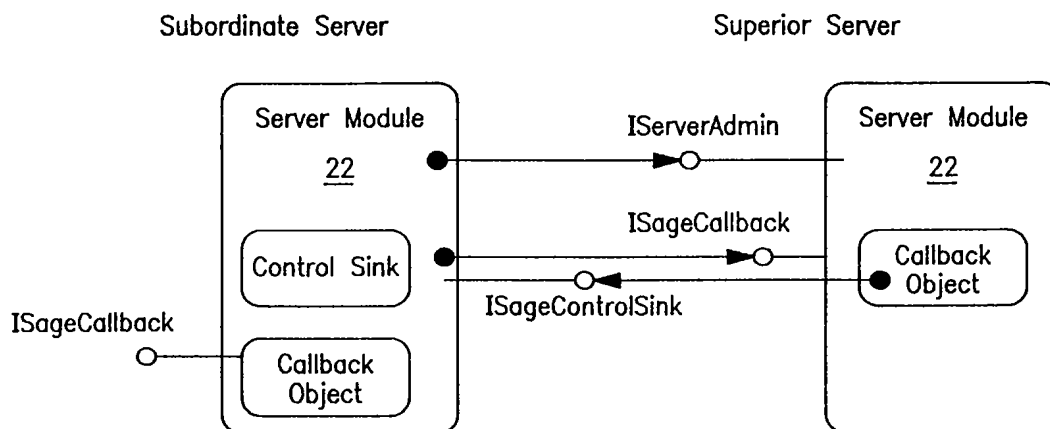 Subordinate Server
Superior Server
Server Module
22
IServerAdmin
Server Module
22
ISageCallback
Control Sink
Callback
Object
ISageControlSink
ISageCallback
Callback
Object